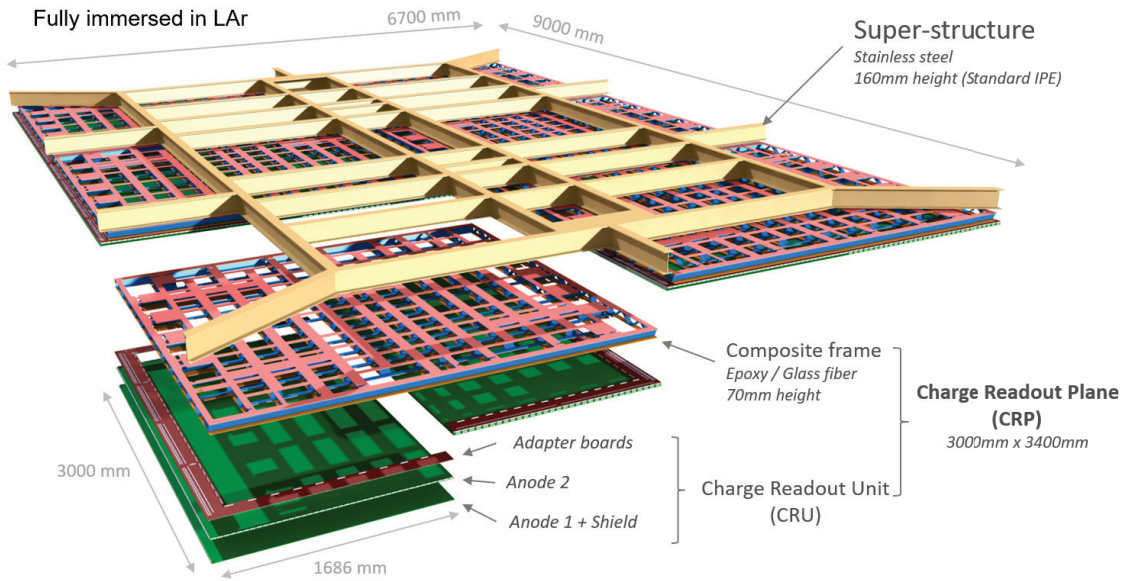 Fully immersed in LAr
6700 mm
9000 mm
Super-structure
Stainless steel
160mm height (Standard IPE)
Composite frame
Epoxy / Glass fiber
70mm height
Charge Readout Plane
(CRP)
3000mm x 3400mm
3000 mm
Adapter boards
Anode 2
Anode 1 + Shield
Charge Readout Unit
(CRU)
1686 mm